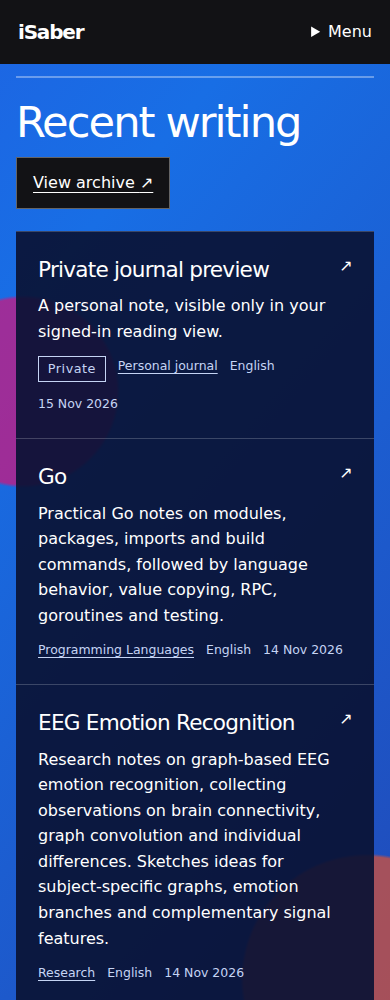 iSaber
▶ Menu
Recent writing
View archive ↗
Private journal preview ↗
A personal note, visible only in your
signed-in reading view.
Private Personal journal English
15 Nov 2026
Go ↗
Practical Go notes on modules,
packages, imports and build
commands, followed by language
behavior, value copying, RPC,
goroutines and testing.
Programming Languages English 14 Nov 2026
EEG Emotion Recognition ↗
Research notes on graph-based EEG
emotion recognition, collecting
observations on brain connectivity,
graph convolution and individual
differences. Sketches ideas for
subject-specific graphs, emotion
branches and complementary signal
features.
Research English 14 Nov 2026